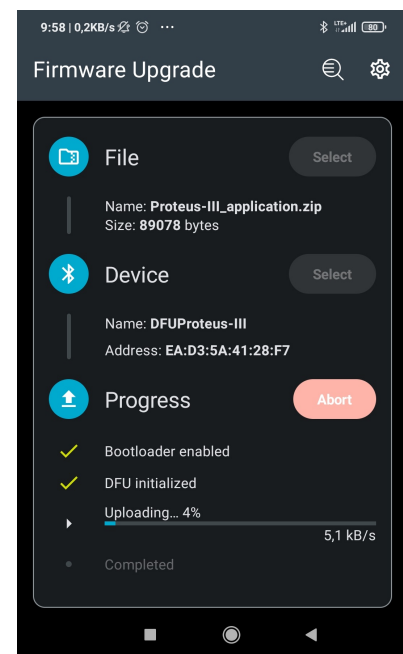 9:58 | 0,2KB/s ...
LTE+ 80
Firmware Upgrade
File
Select
Name: Proteus-III_application.zip
Size: 89078 bytes
Device
Select
Name: DFUProteus-III
Address: EA:D3:5A:41:28:F7
Progress
Abort
Bootloader enabled
DFU initialized
Uploading... 4%
5,1 kB/s
Completed